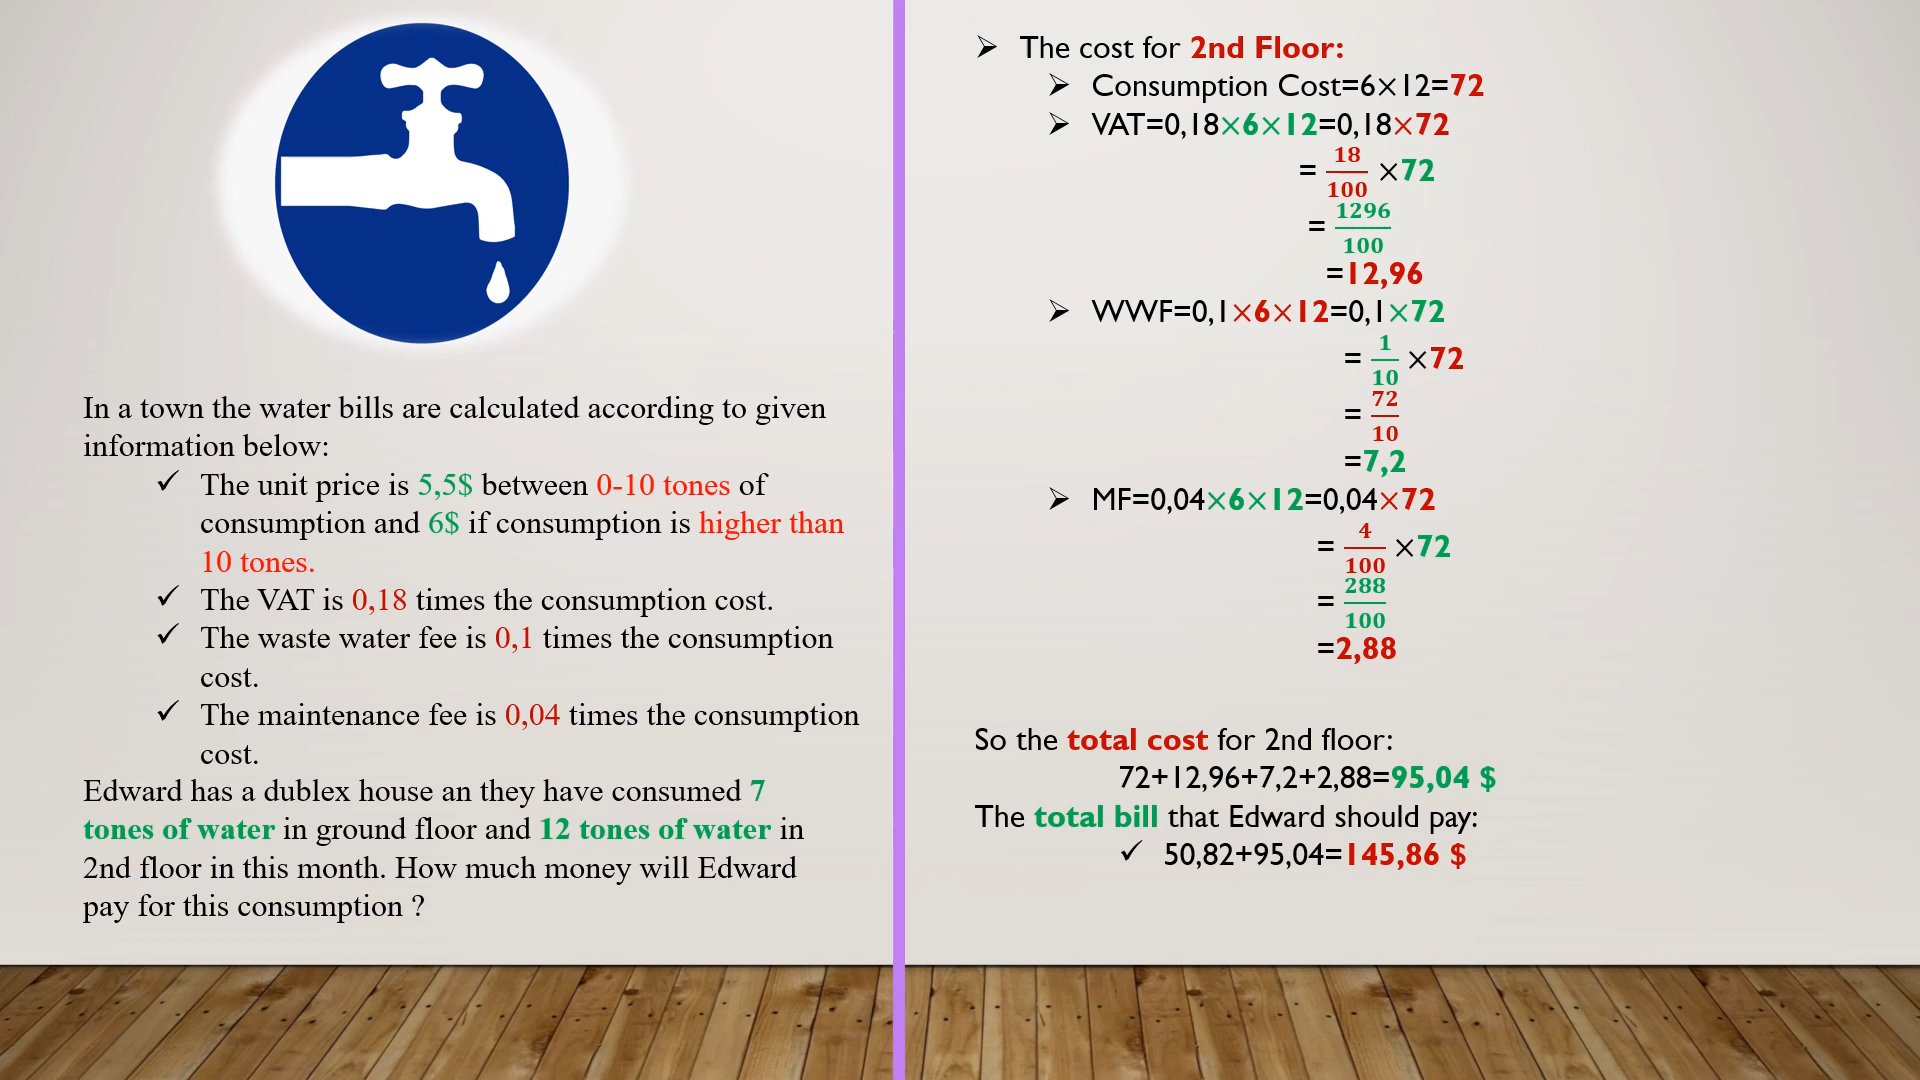 In a town the water bills are calculated according to given
information below:
✓ The unit price is 5,5$ between 0-10 tones of
consumption and 6$ if consumption is higher than
10 tones.
✓ The VAT is 0,18 times the consumption cost.
✓ The waste water fee is 0,1 times the consumption
cost.
✓ The maintenance fee is 0,04 times the consumption
cost.
Edward has a dublex house an they have consumed 7
tones of water in ground floor and 12 tones of water in
2nd floor in this month. How much money will Edward
pay for this consumption ?
➢ The cost for 2nd Floor:
➢ Consumption Cost=6×12=72
➢ VAT=0,18×6×12=0,18×72
= 18/100 ×72
= 1296/100
=12,96
➢ WWF=0,1×6×12=0,1×72
= 1/10 ×72
= 72/10
=7,2
➢ MF=0,04×6×12=0,04×72
= 4/100 ×72
= 288/100
=2,88
So the total cost for 2nd floor:
72+12,96+7,2+2,88=95,04 $
The total bill that Edward should pay:
✓ 50,82+95,04=145,86 $